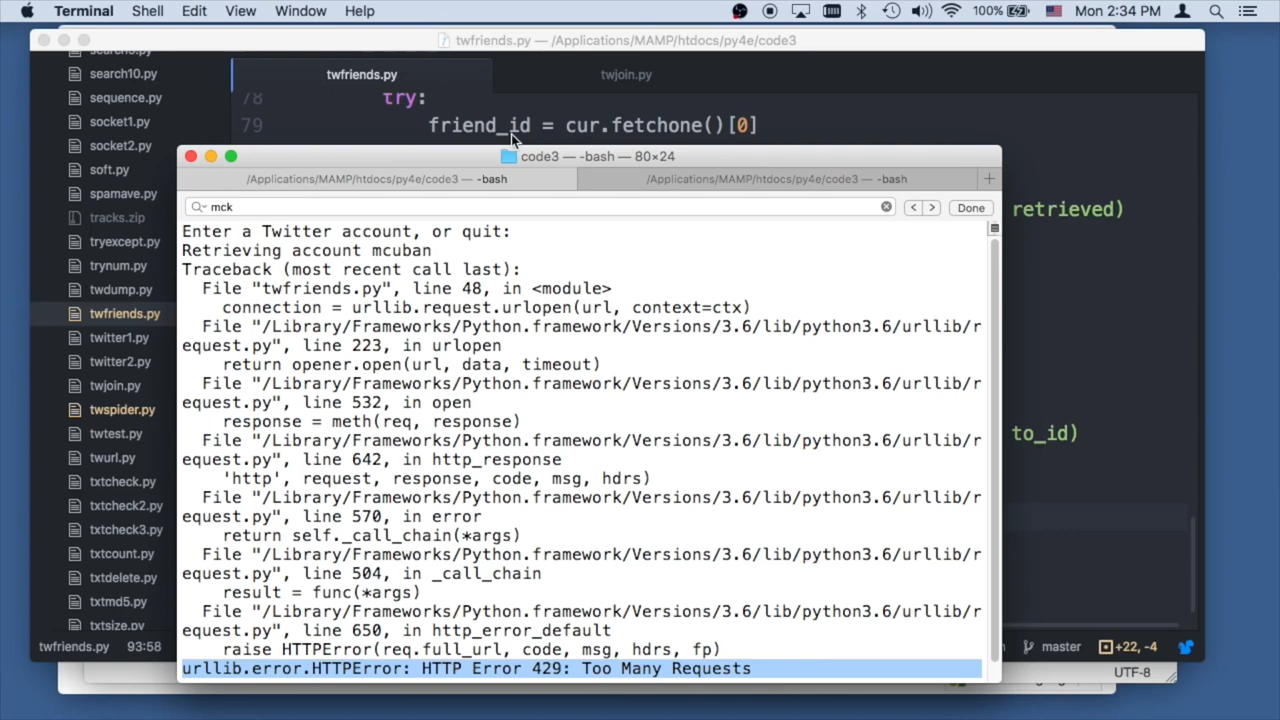 Terminal Shell Edit View Window Help 100% Mon 2:34 PM
twfriends.py — /Applications/MAMP/htdocs/py4e/code3
search10.py
sequence.py
socket1.py
socket2.py
soft.py
spamave.py
tracks.zip
tryexcept.py
trynum.py
twdump.py
twfriends.py
twitter1.py
twitter2.py
twjoin.py
twspider.py
twtest.py
twurl.py
txtcheck.py
txtcheck2.py
txtcheck3.py
txtcount.py
txtdelete.py
txtmd5.py
txtsize.py
twfriends.py 93:58
twfriends.py twjoin.py
78 try:
79 friend_id = cur.fetchone()[0]
retrieved)
to_id)
code3 — -bash — 80×24
/Applications/MAMP/htdocs/py4e/code3 — -bash /Applications/MAMP/htdocs/py4e/code3 — -bash +
mck < > Done
Enter a Twitter account, or quit:
Retrieving account mcuban
Traceback (most recent call last):
File "twfriends.py", line 48, in <module>
connection = urllib.request.urlopen(url, context=ctx)
File "/Library/Frameworks/Python.framework/Versions/3.6/lib/python3.6/urllib/r
equest.py", line 223, in urlopen
return opener.open(url, data, timeout)
File "/Library/Frameworks/Python.framework/Versions/3.6/lib/python3.6/urllib/r
equest.py", line 532, in open
response = meth(req, response)
File "/Library/Frameworks/Python.framework/Versions/3.6/lib/python3.6/urllib/r
equest.py", line 642, in http_response
'http', request, response, code, msg, hdrs)
File "/Library/Frameworks/Python.framework/Versions/3.6/lib/python3.6/urllib/r
equest.py", line 570, in error
return self._call_chain(*args)
File "/Library/Frameworks/Python.framework/Versions/3.6/lib/python3.6/urllib/r
equest.py", line 504, in _call_chain
result = func(*args)
File "/Library/Frameworks/Python.framework/Versions/3.6/lib/python3.6/urllib/r
equest.py", line 650, in http_error_default
raise HTTPError(req.full_url, code, msg, hdrs, fp)
urllib.error.HTTPError: HTTP Error 429: Too Many Requests
master +22, -4
UTF-8